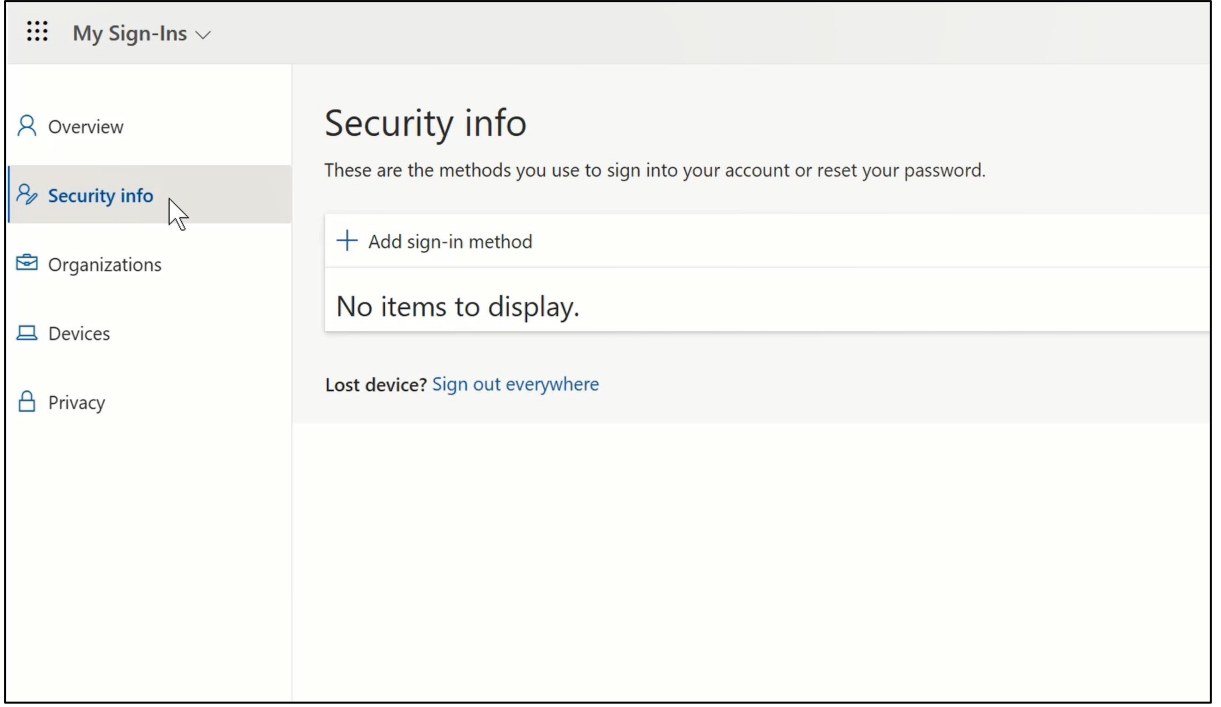 My Sign-Ins
Overview
Security info
Organizations
Devices
Privacy
Security info
These are the methods you use to sign into your account or reset your password.
Add sign-in method
No items to display.
Lost device? Sign out everywhere